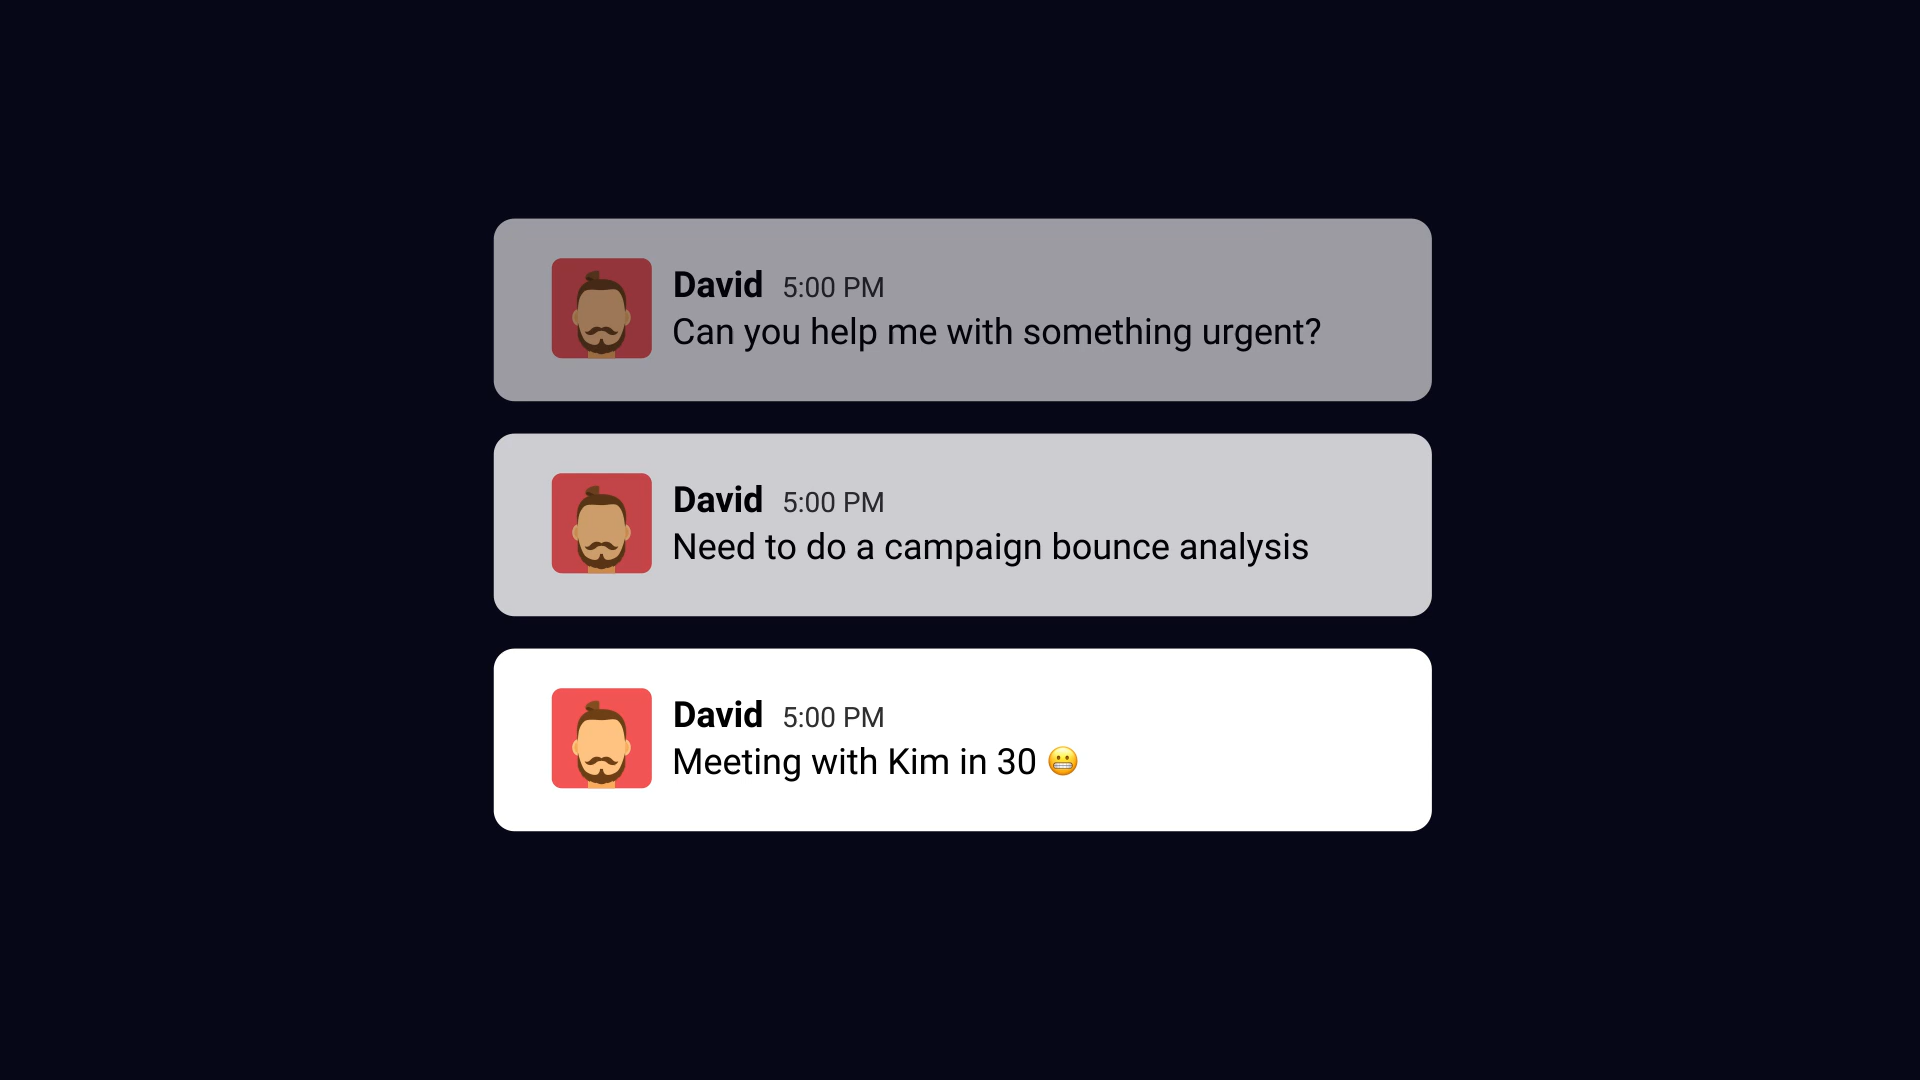 David 5:00 PM
Can you help me with something urgent?
David 5:00 PM
Need to do a campaign bounce analysis
David 5:00 PM
Meeting with Kim in 30 😬